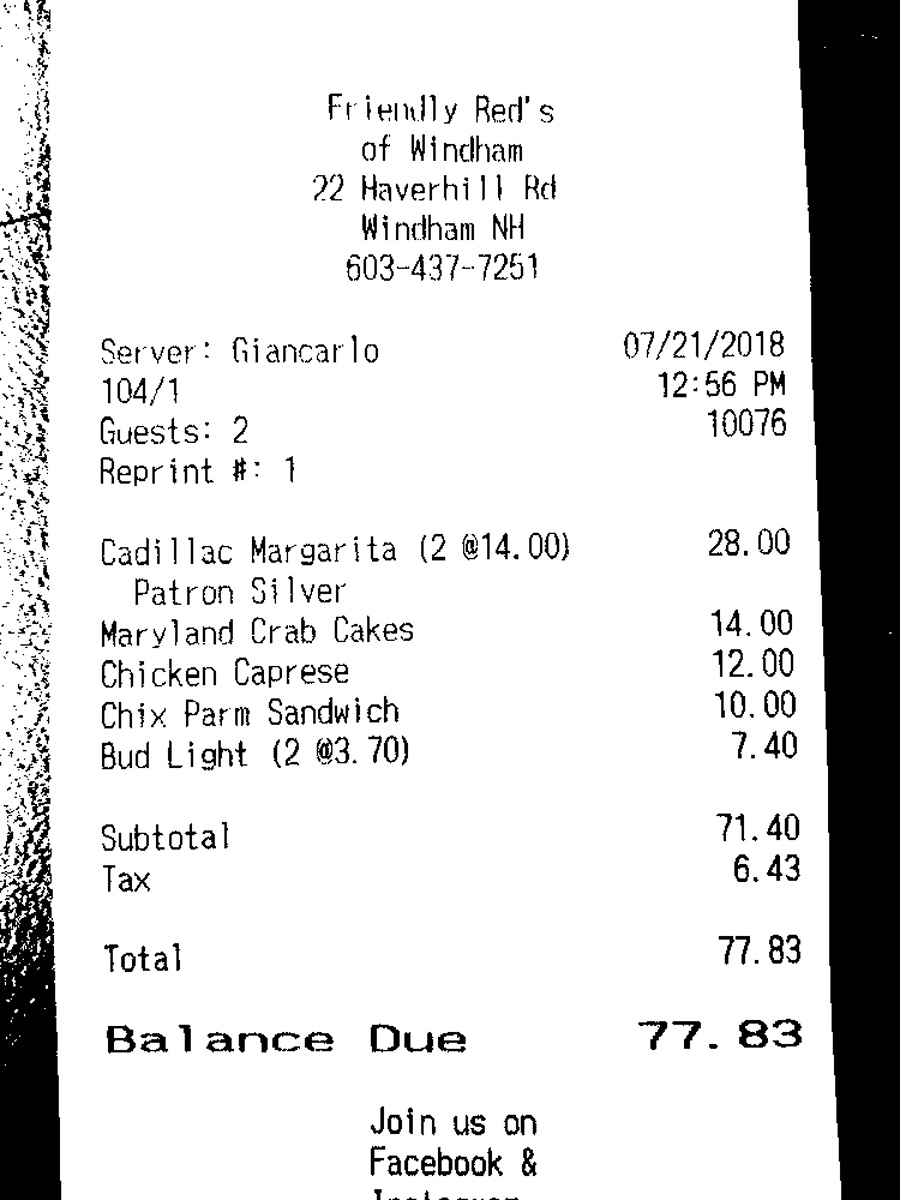 Friendly Red's
of Windham
22 Haverhill Rd
Windham NH
603-437-7251
Server: Giancarlo 07/21/2018
104/1 12:56 PM
Guests: 2 10076
Reprint #: 1
Cadillac Margarita (2 @14.00) 28.00
Patron Silver
Maryland Crab Cakes 14.00
Chicken Caprese 12.00
Chix Parm Sandwich 10.00
Bud Light (2 @3.70) 7.40
Subtotal 71.40
Tax 6.43
Total 77.83
Balance Due 77.83
Join us on
Facebook &